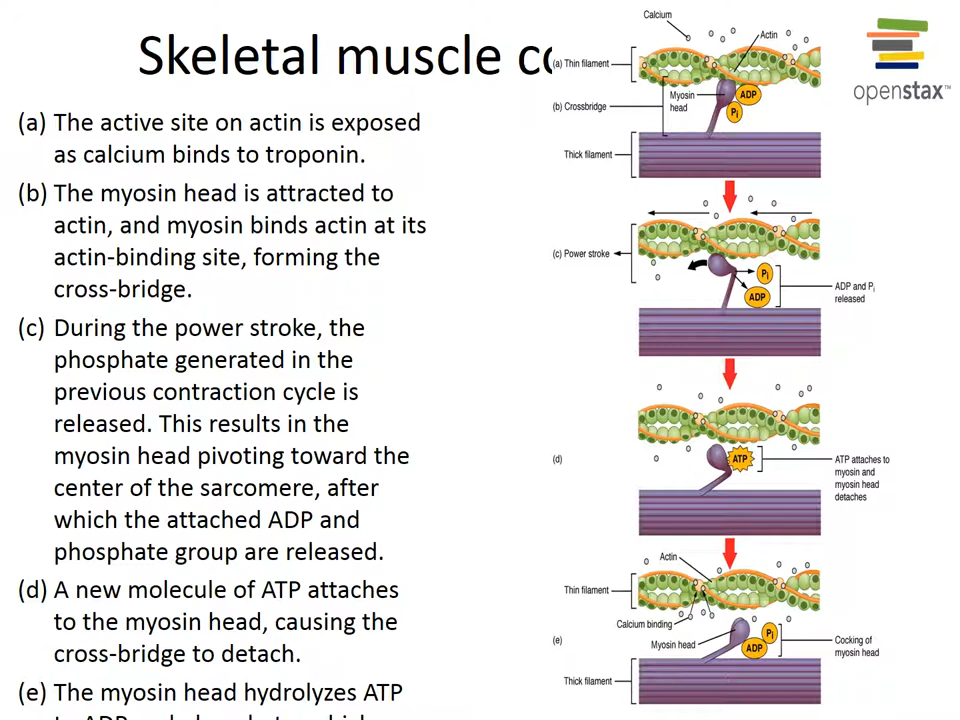 Skeletal muscle
(a) The active site on actin is exposed
as calcium binds to troponin.
(b) The myosin head is attracted to
actin, and myosin binds actin at its
actin-binding site, forming the
cross-bridge.
(c) During the power stroke, the
phosphate generated in the
previous contraction cycle is
released. This results in the
myosin head pivoting toward the
center of the sarcomere, after
which the attached ADP and
phosphate group are released.
(d) A new molecule of ATP attaches
to the myosin head, causing the
cross-bridge to detach.
(e) The myosin head hydrolyzes ATP
Calcium
Actin
(a) Thin filament
Myosin
head
ADP
Pi
(b) Crossbridge
Thick filament
(c) Power stroke
Pi
ADP
ADP and Pi
released
(d)
ATP
ATP attaches to
myosin and
myosin head
detaches
Actin
Thin filament
Calcium binding
Myosin head
(e)
Pi
ADP
Cocking of
myosin head
Thick filament
openstax™